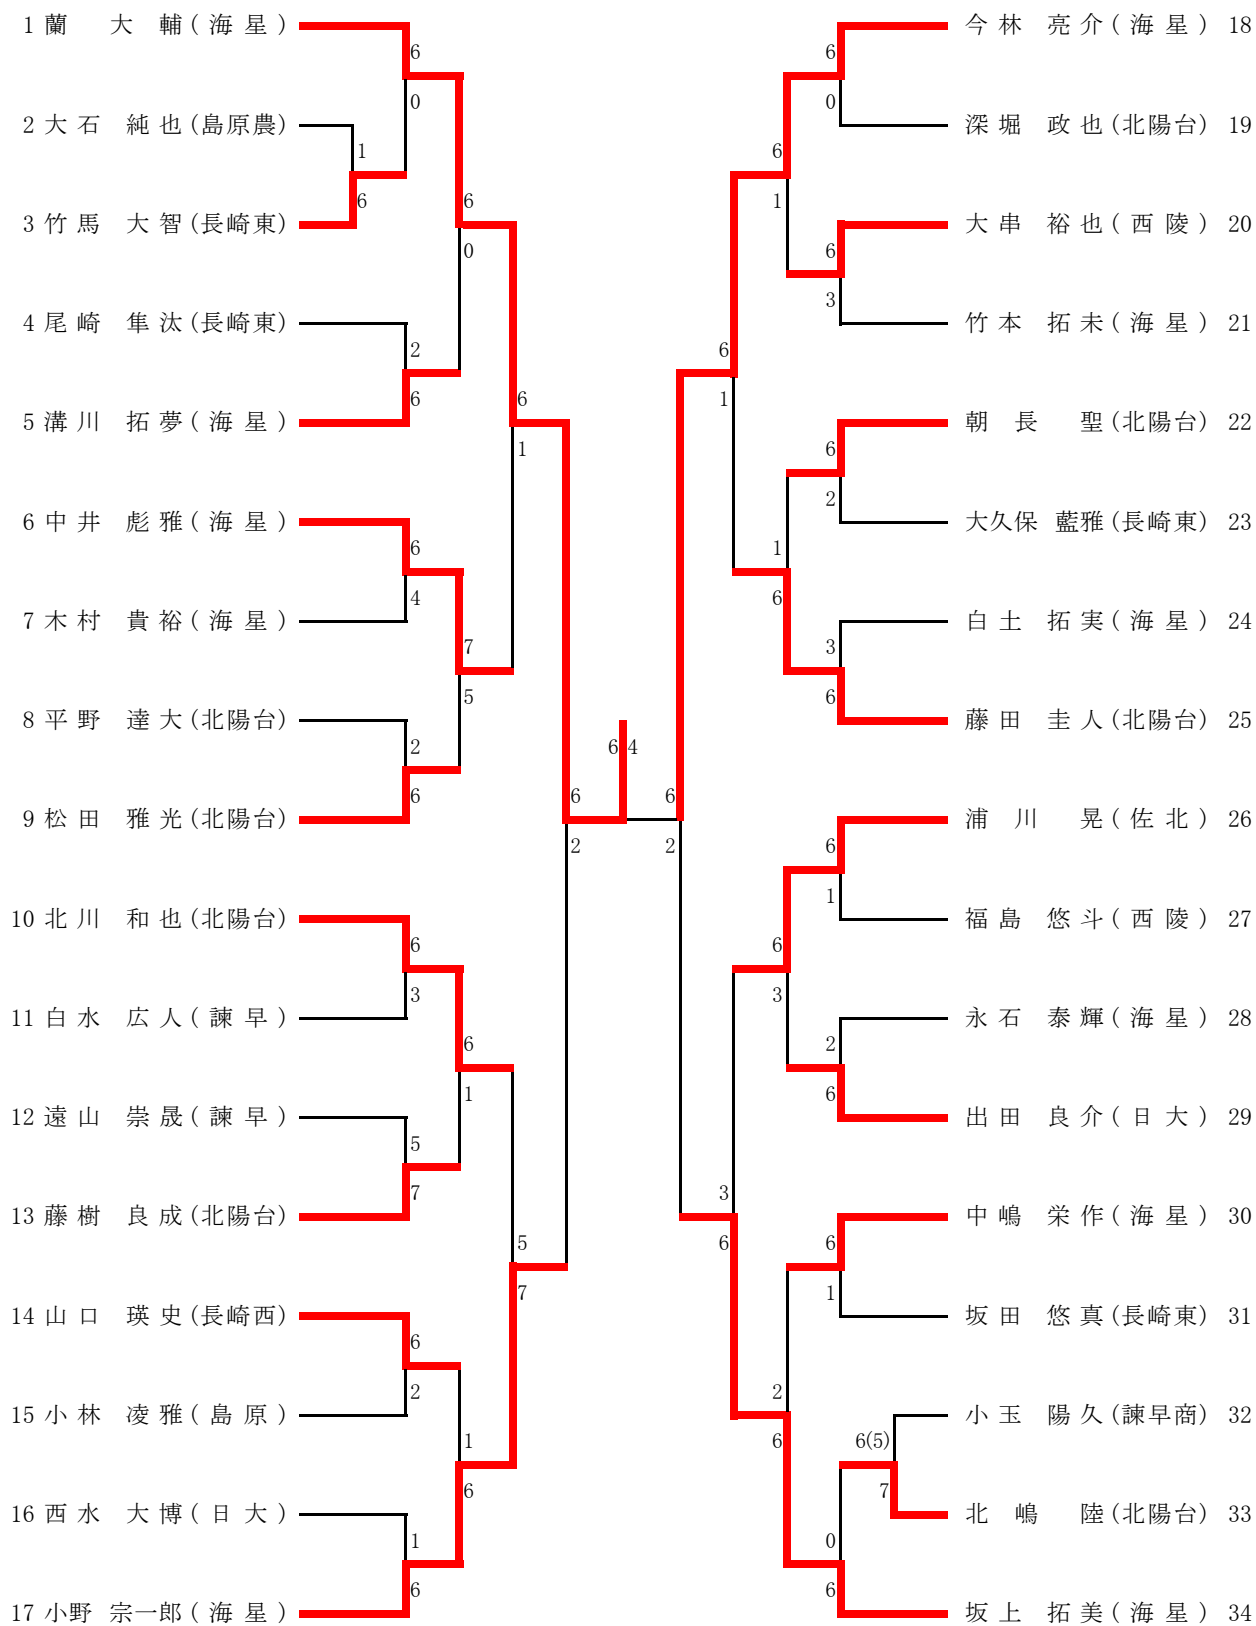 1 蘭 大 輔 ( 海 星 )
6
0
2 大 石 純 也 (島原農)
1
6
3 竹 馬 大 智 (長崎東)
6
0
4 尾 崎 隼 汰 (長崎東)
2
6
5 溝 川 拓 夢 ( 海 星 )
6
1
6 中 井 彪 雅 ( 海 星 )
6
4
7 木 村 貴 裕 ( 海 星 )
7
5
8 平 野 達 大 (北陽台)
2
6
9 松 田 雅 光 (北陽台)
6
2
10 北 川 和 也 (北陽台)
6
3
11 白 水 広 人 ( 諫 早 )
6
1
12 遠 山 崇 晟 ( 諫 早 )
5
7
13 藤 樹 良 成 (北陽台)
5
7
14 山 口 瑛 史 (長崎西)
6
2
15 小 林 凌 雅 ( 島 原 )
1
6
16 西 水 大 博 ( 日 大 )
1
6
17 小野 宗一郎 ( 海 星 )
6 4
今 林 亮 介 ( 海 星 ) 18
6
0
深 堀 政 也 (北陽台) 19
6
1
大 串 裕 也 ( 西 陵 ) 20
6
3
竹 本 拓 未 ( 海 星 ) 21
6
1
朝 長 聖 (北陽台) 22
6
2
大久保 藍雅 (長崎東) 23
1
6
白 土 拓 実 ( 海 星 ) 24
3
6
藤 田 圭 人 (北陽台) 25
6
2
浦 川 晃 ( 佐 北 ) 26
6
1
福 島 悠 斗 ( 西 陵 ) 27
6
3
永 石 泰 輝 ( 海 星 ) 28
2
6
出 田 良 介 ( 日 大 ) 29
3
6
中 嶋 栄 作 ( 海 星 ) 30
6
1
坂 田 悠 真 (長崎東) 31
2
6
小 玉 陽 久 (諫早商) 32
6(5)
7
北 嶋 陸 (北陽台) 33
0
6
坂 上 拓 美 ( 海 星 ) 34